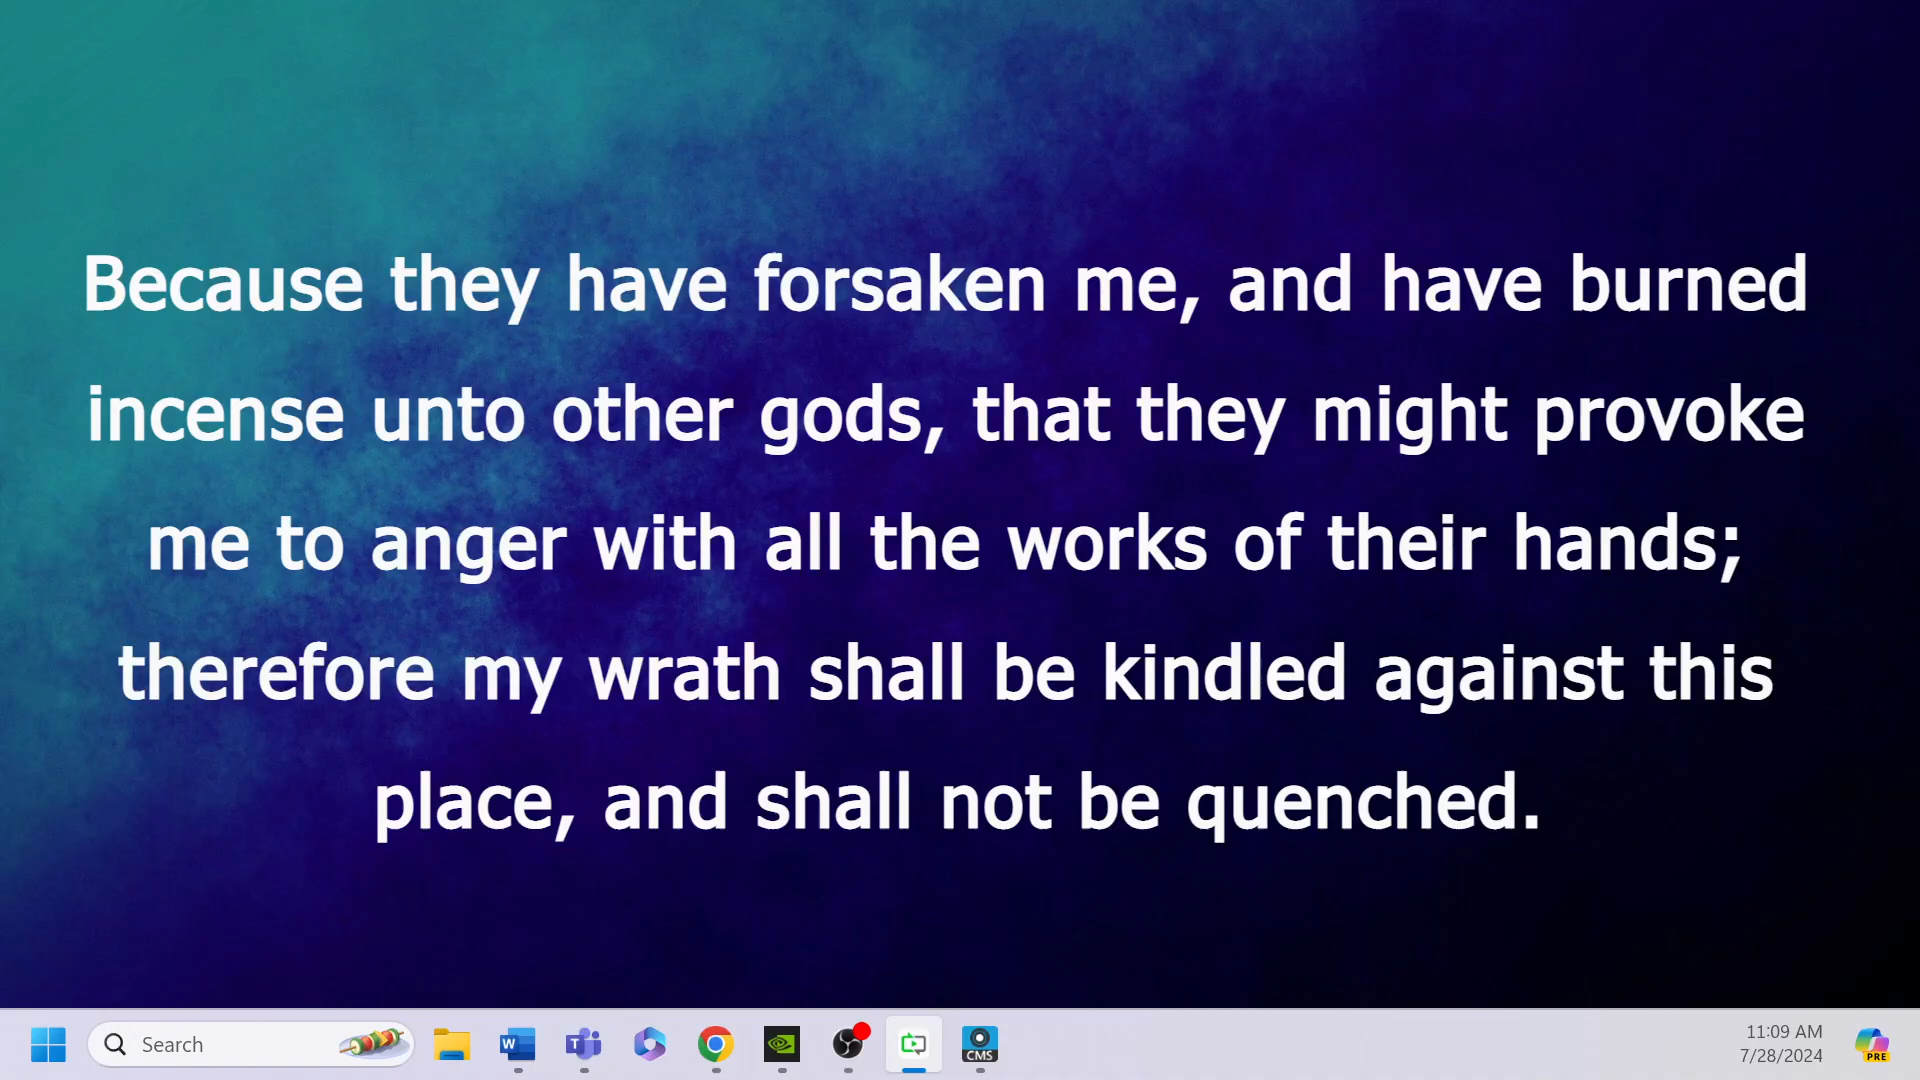 Because they have forsaken me, and have burned
incense unto other gods, that they might provoke
me to anger with all the works of their hands;
therefore my wrath shall be kindled against this
place, and shall not be quenched.
Search
W
T
CMS
11:09 AM
7/28/2024
PRE